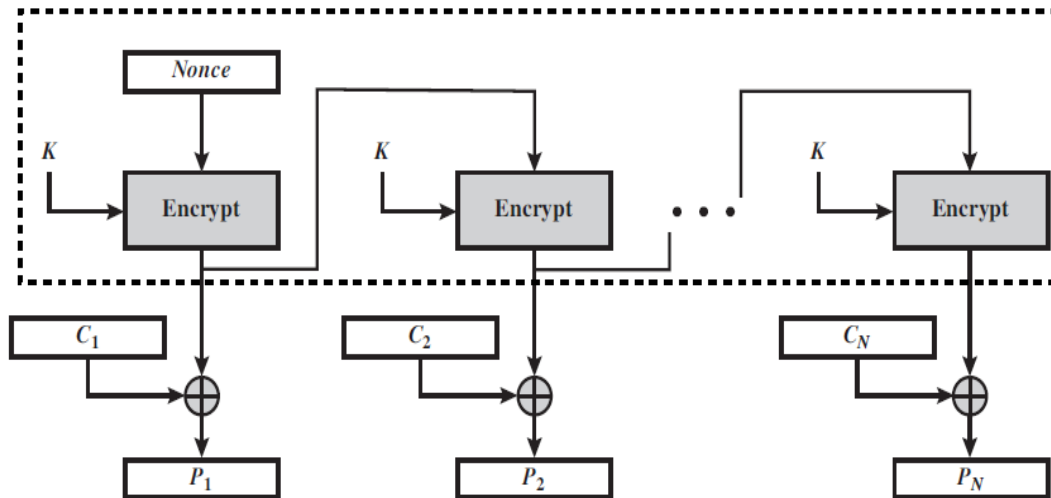 Nonce
K K K
Encrypt Encrypt • • • Encrypt
C1 C2 CN
P1 P2 PN